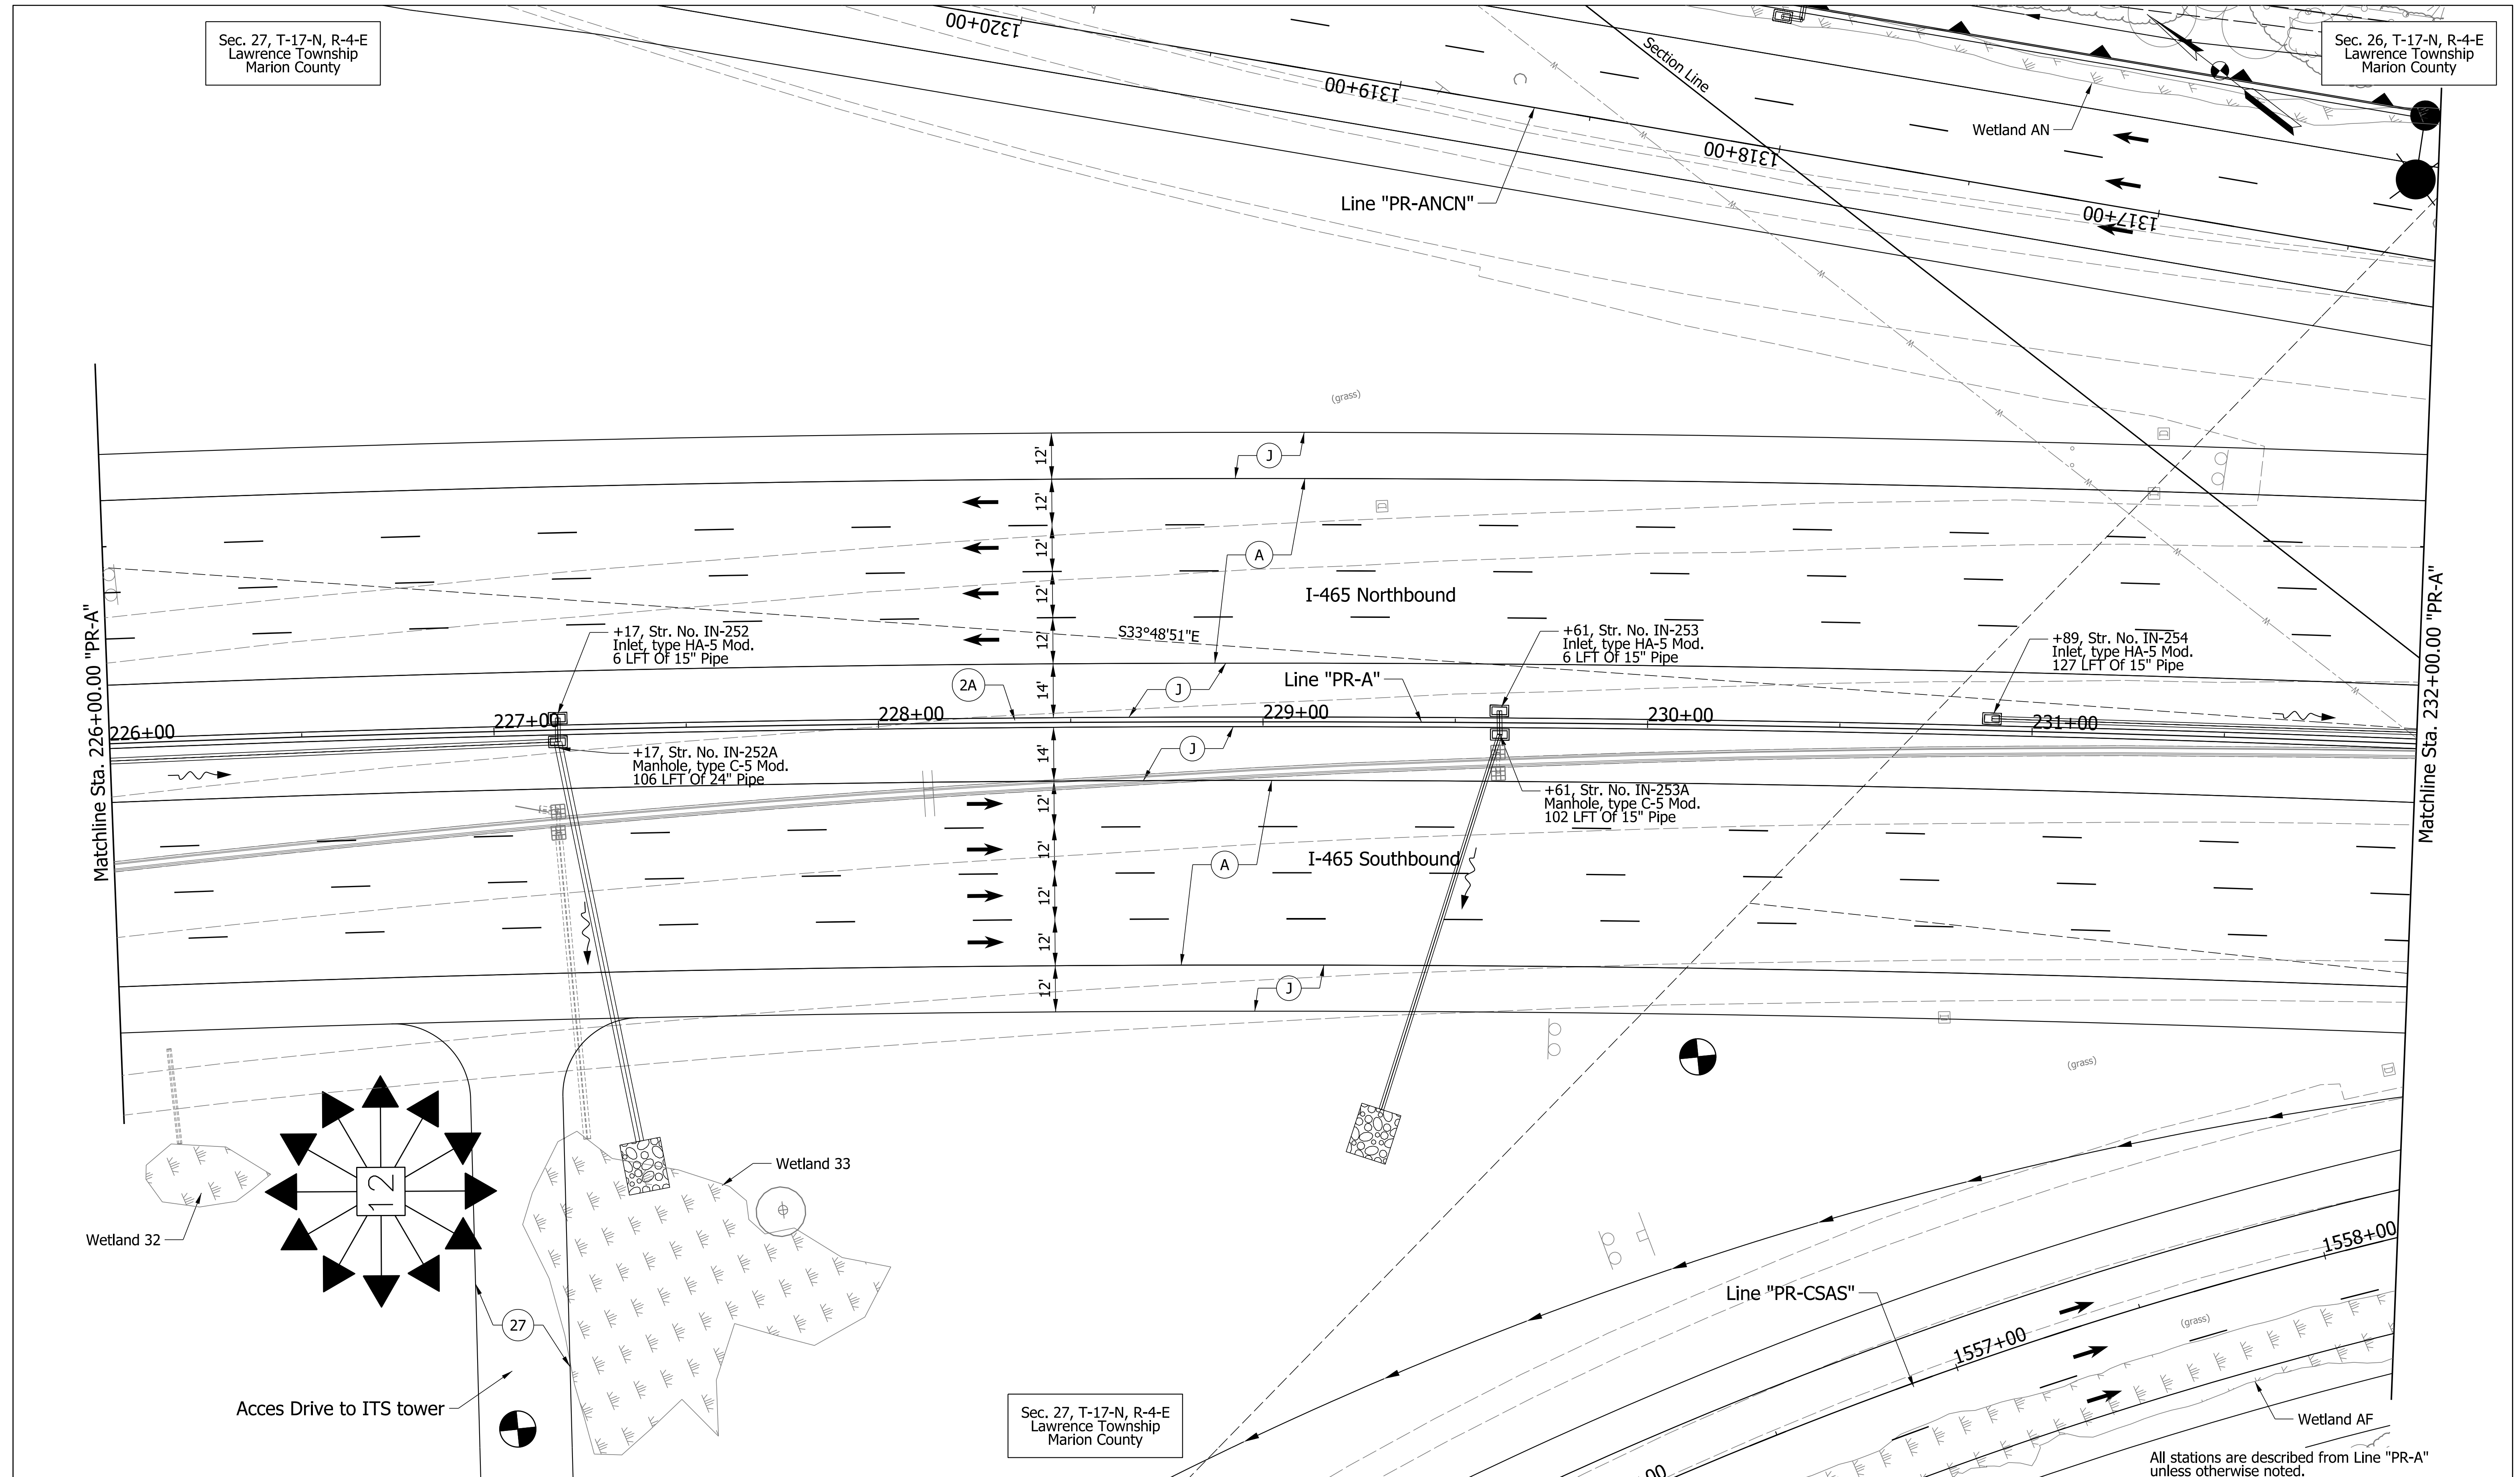 Sec. 27, T-17-N, R-4-E
Lawrence Township
Marion County
1320+00
1319+00
Section Line
1318+00
1317+00
Line "PR-ANCN"
Wetland AN
Sec. 26, T-17-N, R-4-E
Lawrence Township
Marion County
(grass)
12'
J
12'
12'
A
12'
I-465 Northbound
12'
S33°48'51"E
14'
2A
J
Line "PR-A"
+17, Str. No. IN-252
Inlet, type HA-5 Mod.
6 LFT Of 15" Pipe
+61, Str. No. IN-253
Inlet, type HA-5 Mod.
6 LFT Of 15" Pipe
+89, Str. No. IN-254
Inlet, type HA-5 Mod.
127 LFT Of 15" Pipe
Matchline Sta. 226+00.00 "PR-A"
226+00
227+00
228+00
229+00
230+00
231+00
Matchline Sta. 232+00.00 "PR-A"
+17, Str. No. IN-252A
Manhole, type C-5 Mod.
106 LFT Of 24" Pipe
14'
J
+61, Str. No. IN-253A
Manhole, type C-5 Mod.
102 LFT Of 15" Pipe
12'
12'
A
I-465 Southbound
12'
12'
12'
J
(grass)
Wetland 32
12
Wetland 33
27
Acces Drive to ITS tower
Sec. 27, T-17-N, R-4-E
Lawrence Township
Marion County
Line "PR-CSAS"
1558+00
1557+00
(grass)
Wetland AF
All stations are described from Line "PR-A"
unless otherwise noted.